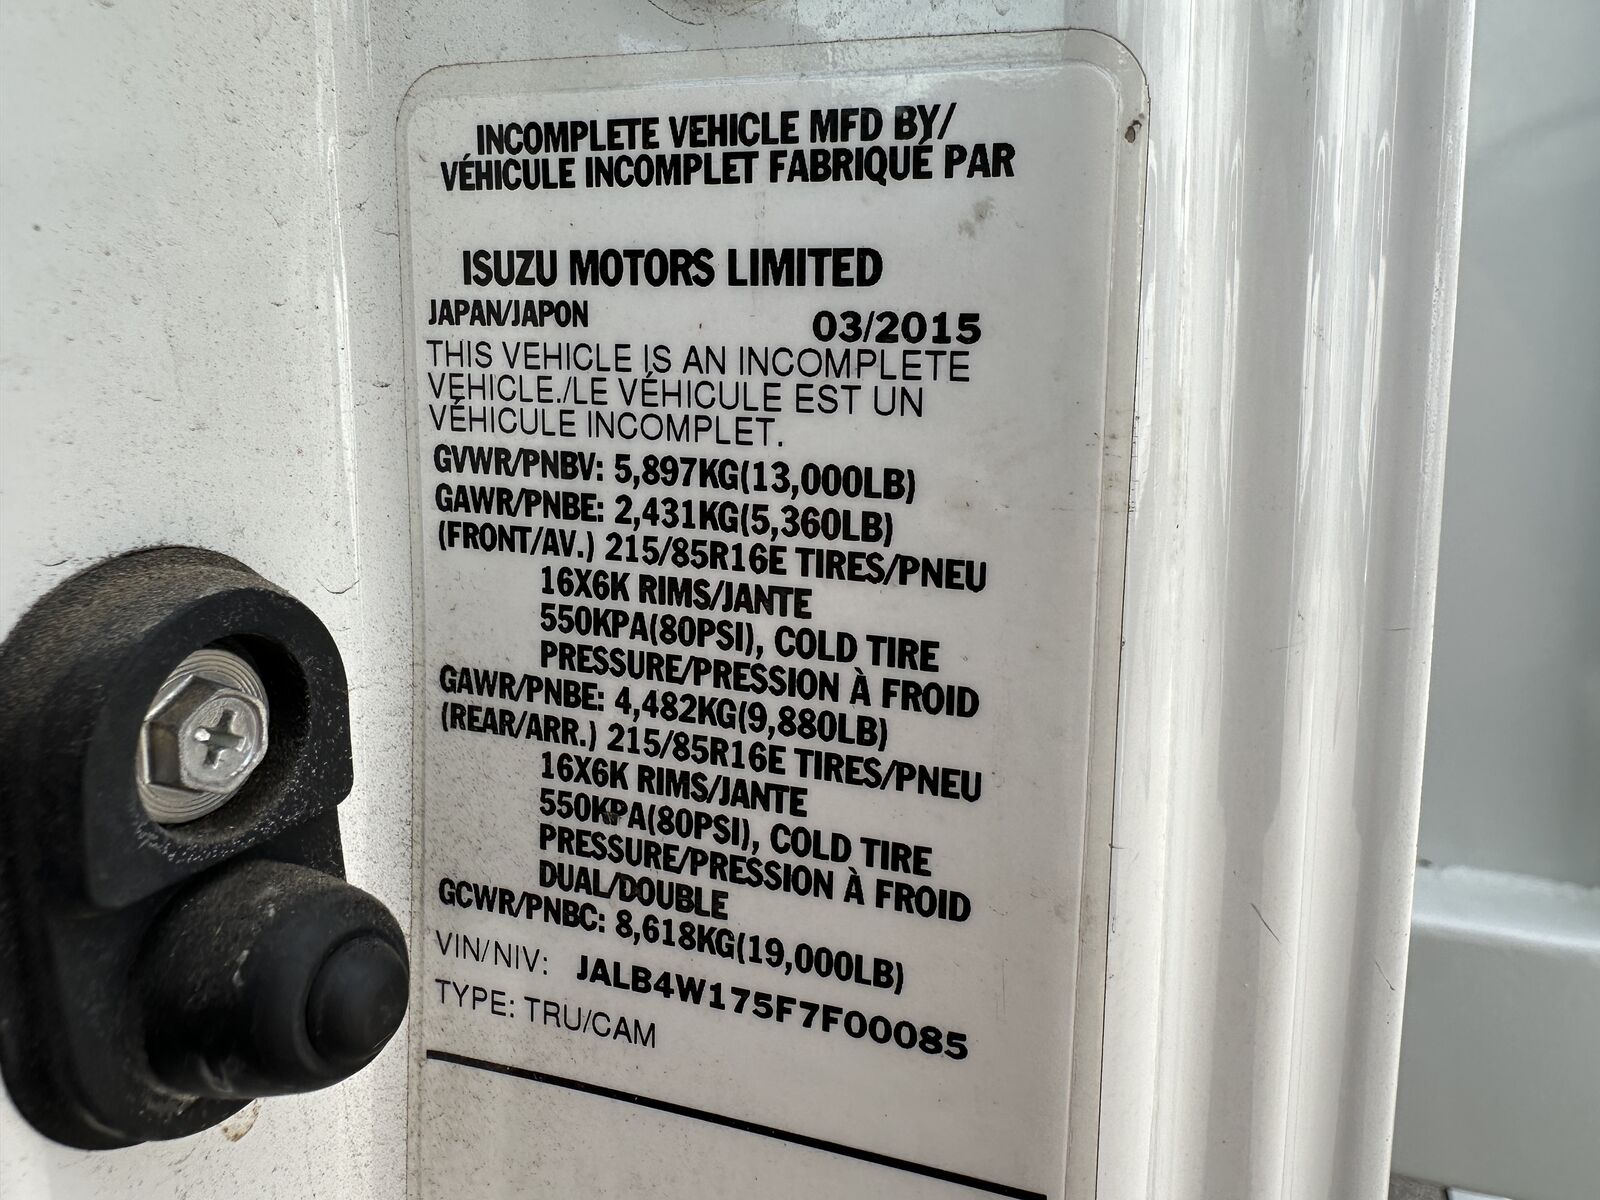 INCOMPLETE VEHICLE MFD BY/
VÉHICULE INCOMPLET FABRIQUÉ PAR
ISUZU MOTORS LIMITED
JAPAN/JAPON 03/2015
THIS VEHICLE IS AN INCOMPLETE
VEHICLE./LE VÉHICULE EST UN
VÉHICULE INCOMPLET.
GVWR/PNBV: 5,897KG(13,000LB)
GAWR/PNBE: 2,431KG(5,360LB)
(FRONT/AV.) 215/85R16E TIRES/PNEU
16X6K RIMS/JANTE
550KPA(80PSI), COLD TIRE
PRESSURE/PRESSION À FROID
GAWR/PNBE: 4,482KG(9,880LB)
(REAR/ARR.) 215/85R16E TIRES/PNEU
16X6K RIMS/JANTE
550KPA(80PSI), COLD TIRE
PRESSURE/PRESSION À FROID
DUAL/DOUBLE
GCWR/PNBC: 8,618KG(19,000LB)
VIN/NIV: JALB4W175F7F00085
TYPE: TRU/CAM